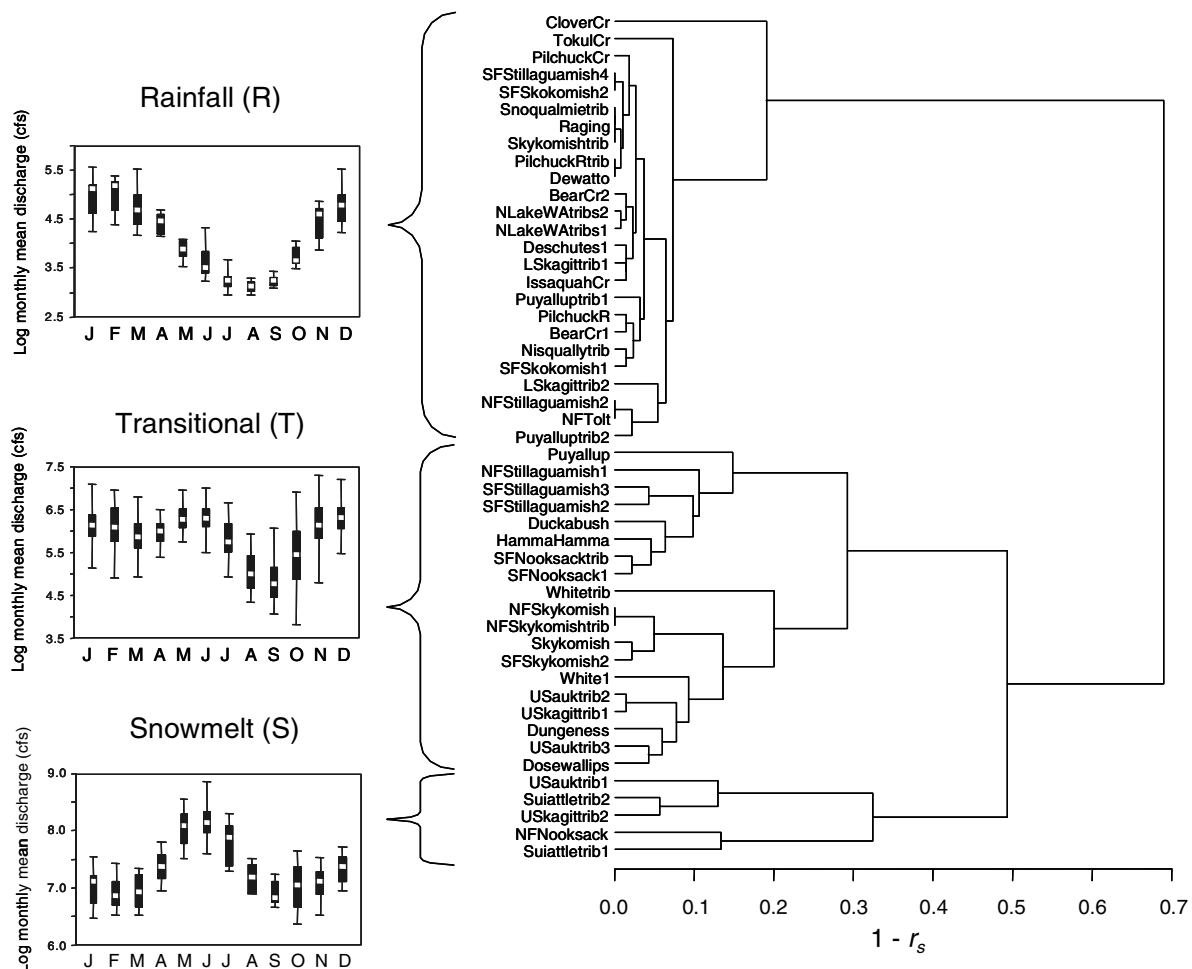 Rainfall (R)
Log monthly mean discharge (cfs)
5.5
4.5
3.5
2.5
J F M A M J J A S O N D
Transitional (T)
Log monthly mean discharge (cfs)
7.5
6.5
5.5
4.5
3.5
J F M A M J J A S O N D
Snowmelt (S)
Log monthly mean discharge (cfs)
9.0
8.0
7.0
6.0
J F M A M J J A S O N D
CloverCr
TokulCr
PilchuckCr
SFStillaguamish4
SFSkokomish2
Snoqualmietrib
Raging
Skykomishtrib
PilchuckRtrib
Dewatto
BearCr2
NLakeWAtribs2
NLakeWAtribs1
Deschutes1
LSkagittrib1
IssaquahCr
Puyalluptrib1
PilchuckR
BearCr1
Nisquallytrib
SFSkokomish1
LSkagittrib2
NFStillaguamish2
NFTolt
Puyalluptrib2
Puyallup
NFStillaguamish1
SFStillaguamish3
SFStillaguamish2
Duckabush
HammaHamma
SFNooksacktrib
SFNooksack1
Whitetrib
NFSkykomish
NFSkykomishtrib
Skykomish
SFSkykomish2
White1
USauktrib2
USkagittrib1
Dungeness
USauktrib3
Dosewallips
USauktrib1
Suiattletrib2
USkagittrib2
NFNooksack
Suiattletrib1
0.0 0.1 0.2 0.3 0.4 0.5 0.6 0.7
1 - rs